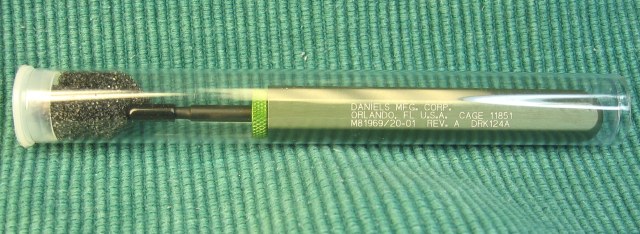 DANIELS MFG. CORP.
ORLANDO, FL U.S.A. CAGE 11851
M81969/20-01 REV. A DRK124A